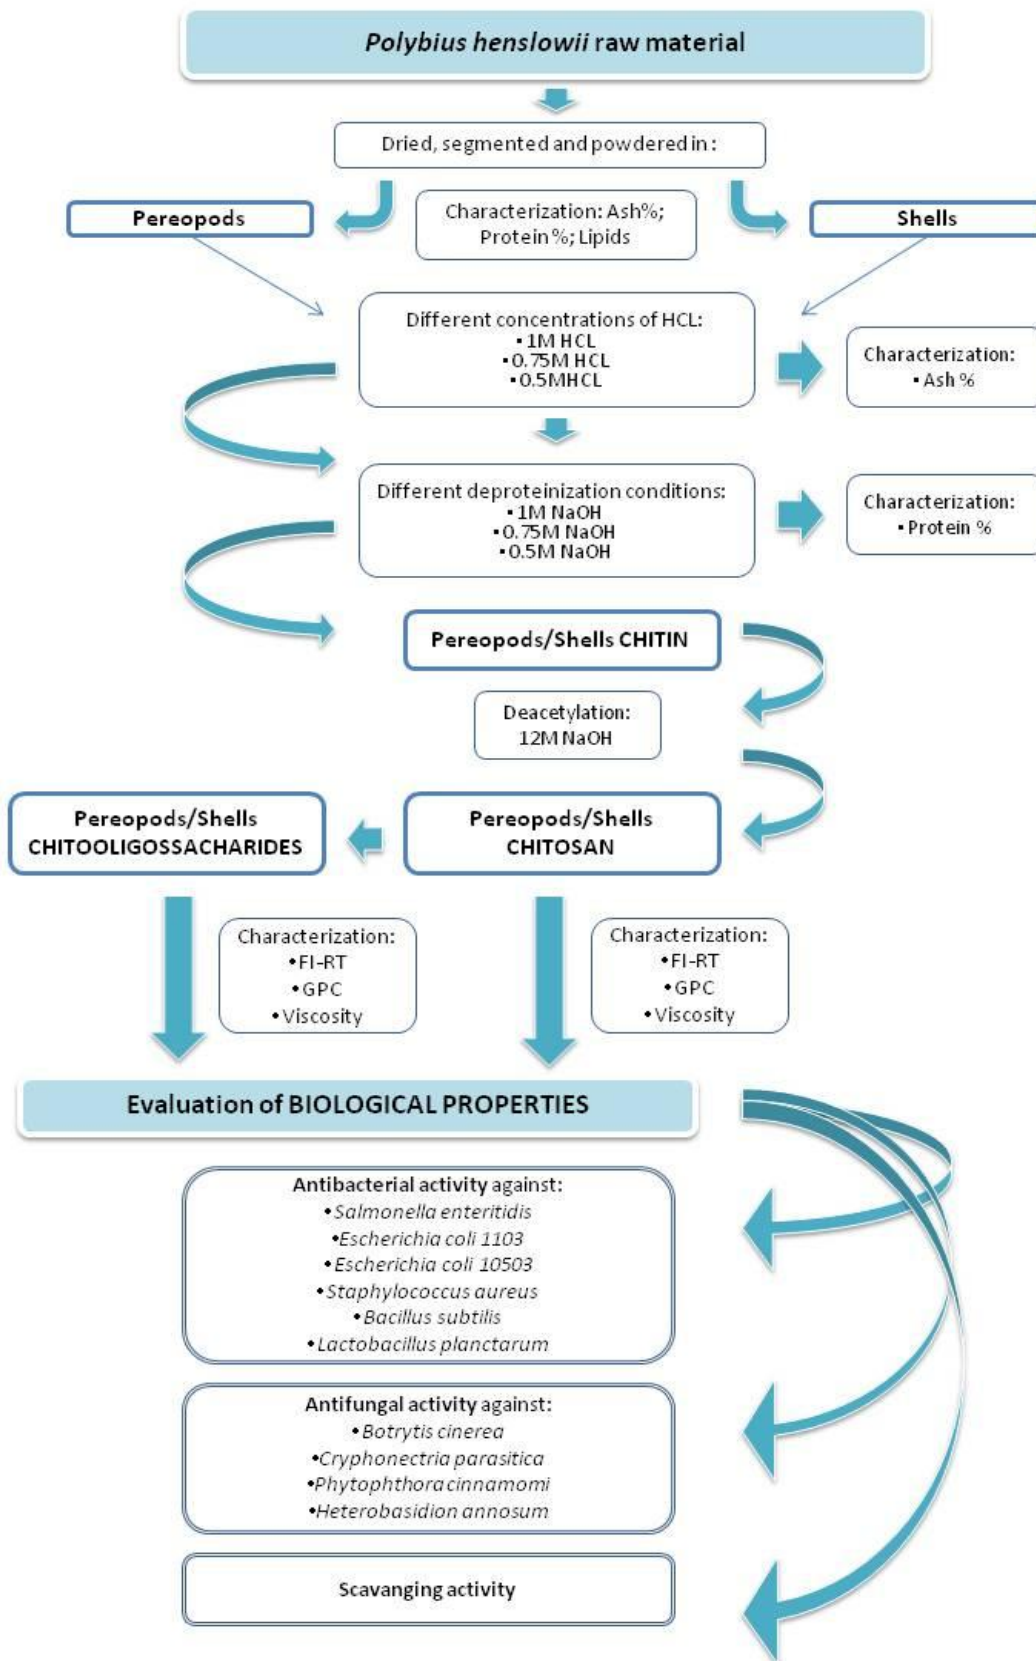 Polybius henslowii raw material
Dried, segmented and powdered in :
Pereopods
Characterization: Ash%;
Protein %; Lipids
Shells
Different concentrations of HCL:
▪ 1M HCL
▪ 0.75M HCL
▪ 0.5MHCL
Characterization:
▪ Ash %
Different deproteinization conditions:
▪ 1M NaOH
▪ 0.75M NaOH
▪ 0.5M NaOH
Characterization:
▪ Protein %
Pereopods/Shells CHITIN
Deacetylation:
12M NaOH
Pereopods/Shells
CHITOOLIGOSSACHARIDES
Pereopods/Shells
CHITOSAN
Characterization:
•FI-RT
•GPC
•Viscosity
Characterization:
•FI-RT
•GPC
•Viscosity
Evaluation of BIOLOGICAL PROPERTIES
Antibacterial activity against:
•Salmonella enteritidis
•Escherichia coli 1103
•Escherichia coli 10503
•Staphylococcus aureus
•Bacillus subtilis
•Lactobacillus planctarum
Antifungal activity against:
•Botrytis cinerea
•Cryphonectria parasitica
•Phytophthora cinnamomi
•Heterobasidion annosum
Scavanging activity